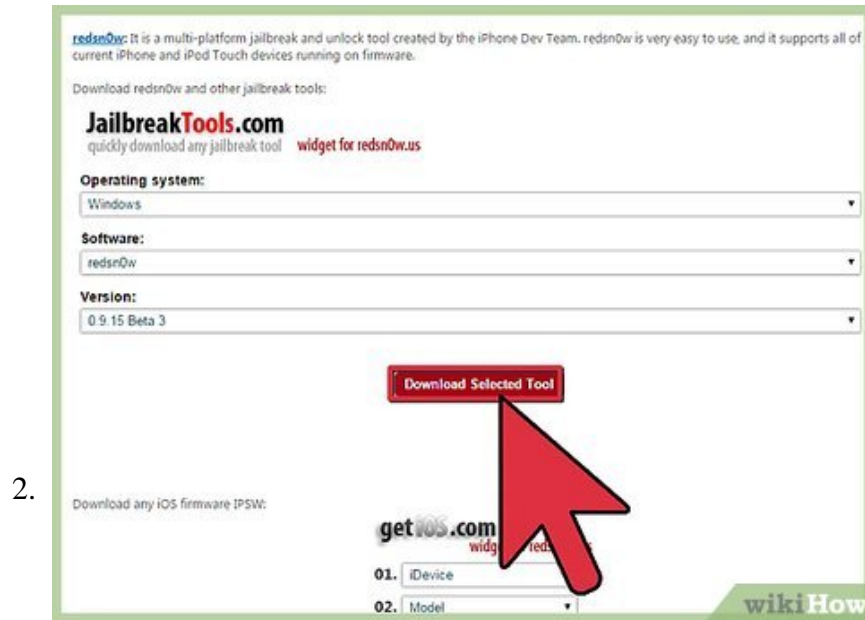 redsn0w: It is a multi-platform jailbreak and unlock tool created by the iPhone Dev Team. redsn0w is very easy to use, and it supports all of
current iPhone and iPod Touch devices running on firmware.
Download redsn0w and other jailbreak tools:
JailbreakTools.com
quickly download any jailbreak tool widget for redsn0w.us
Operating system:
Windows
Software:
redsn0w
Version:
0.9.15 Beta 3
Download Selected Tool
2.
Download any iOS firmware IPSW:
getiOS.com
01. iDevice
02. Model
wikiHow